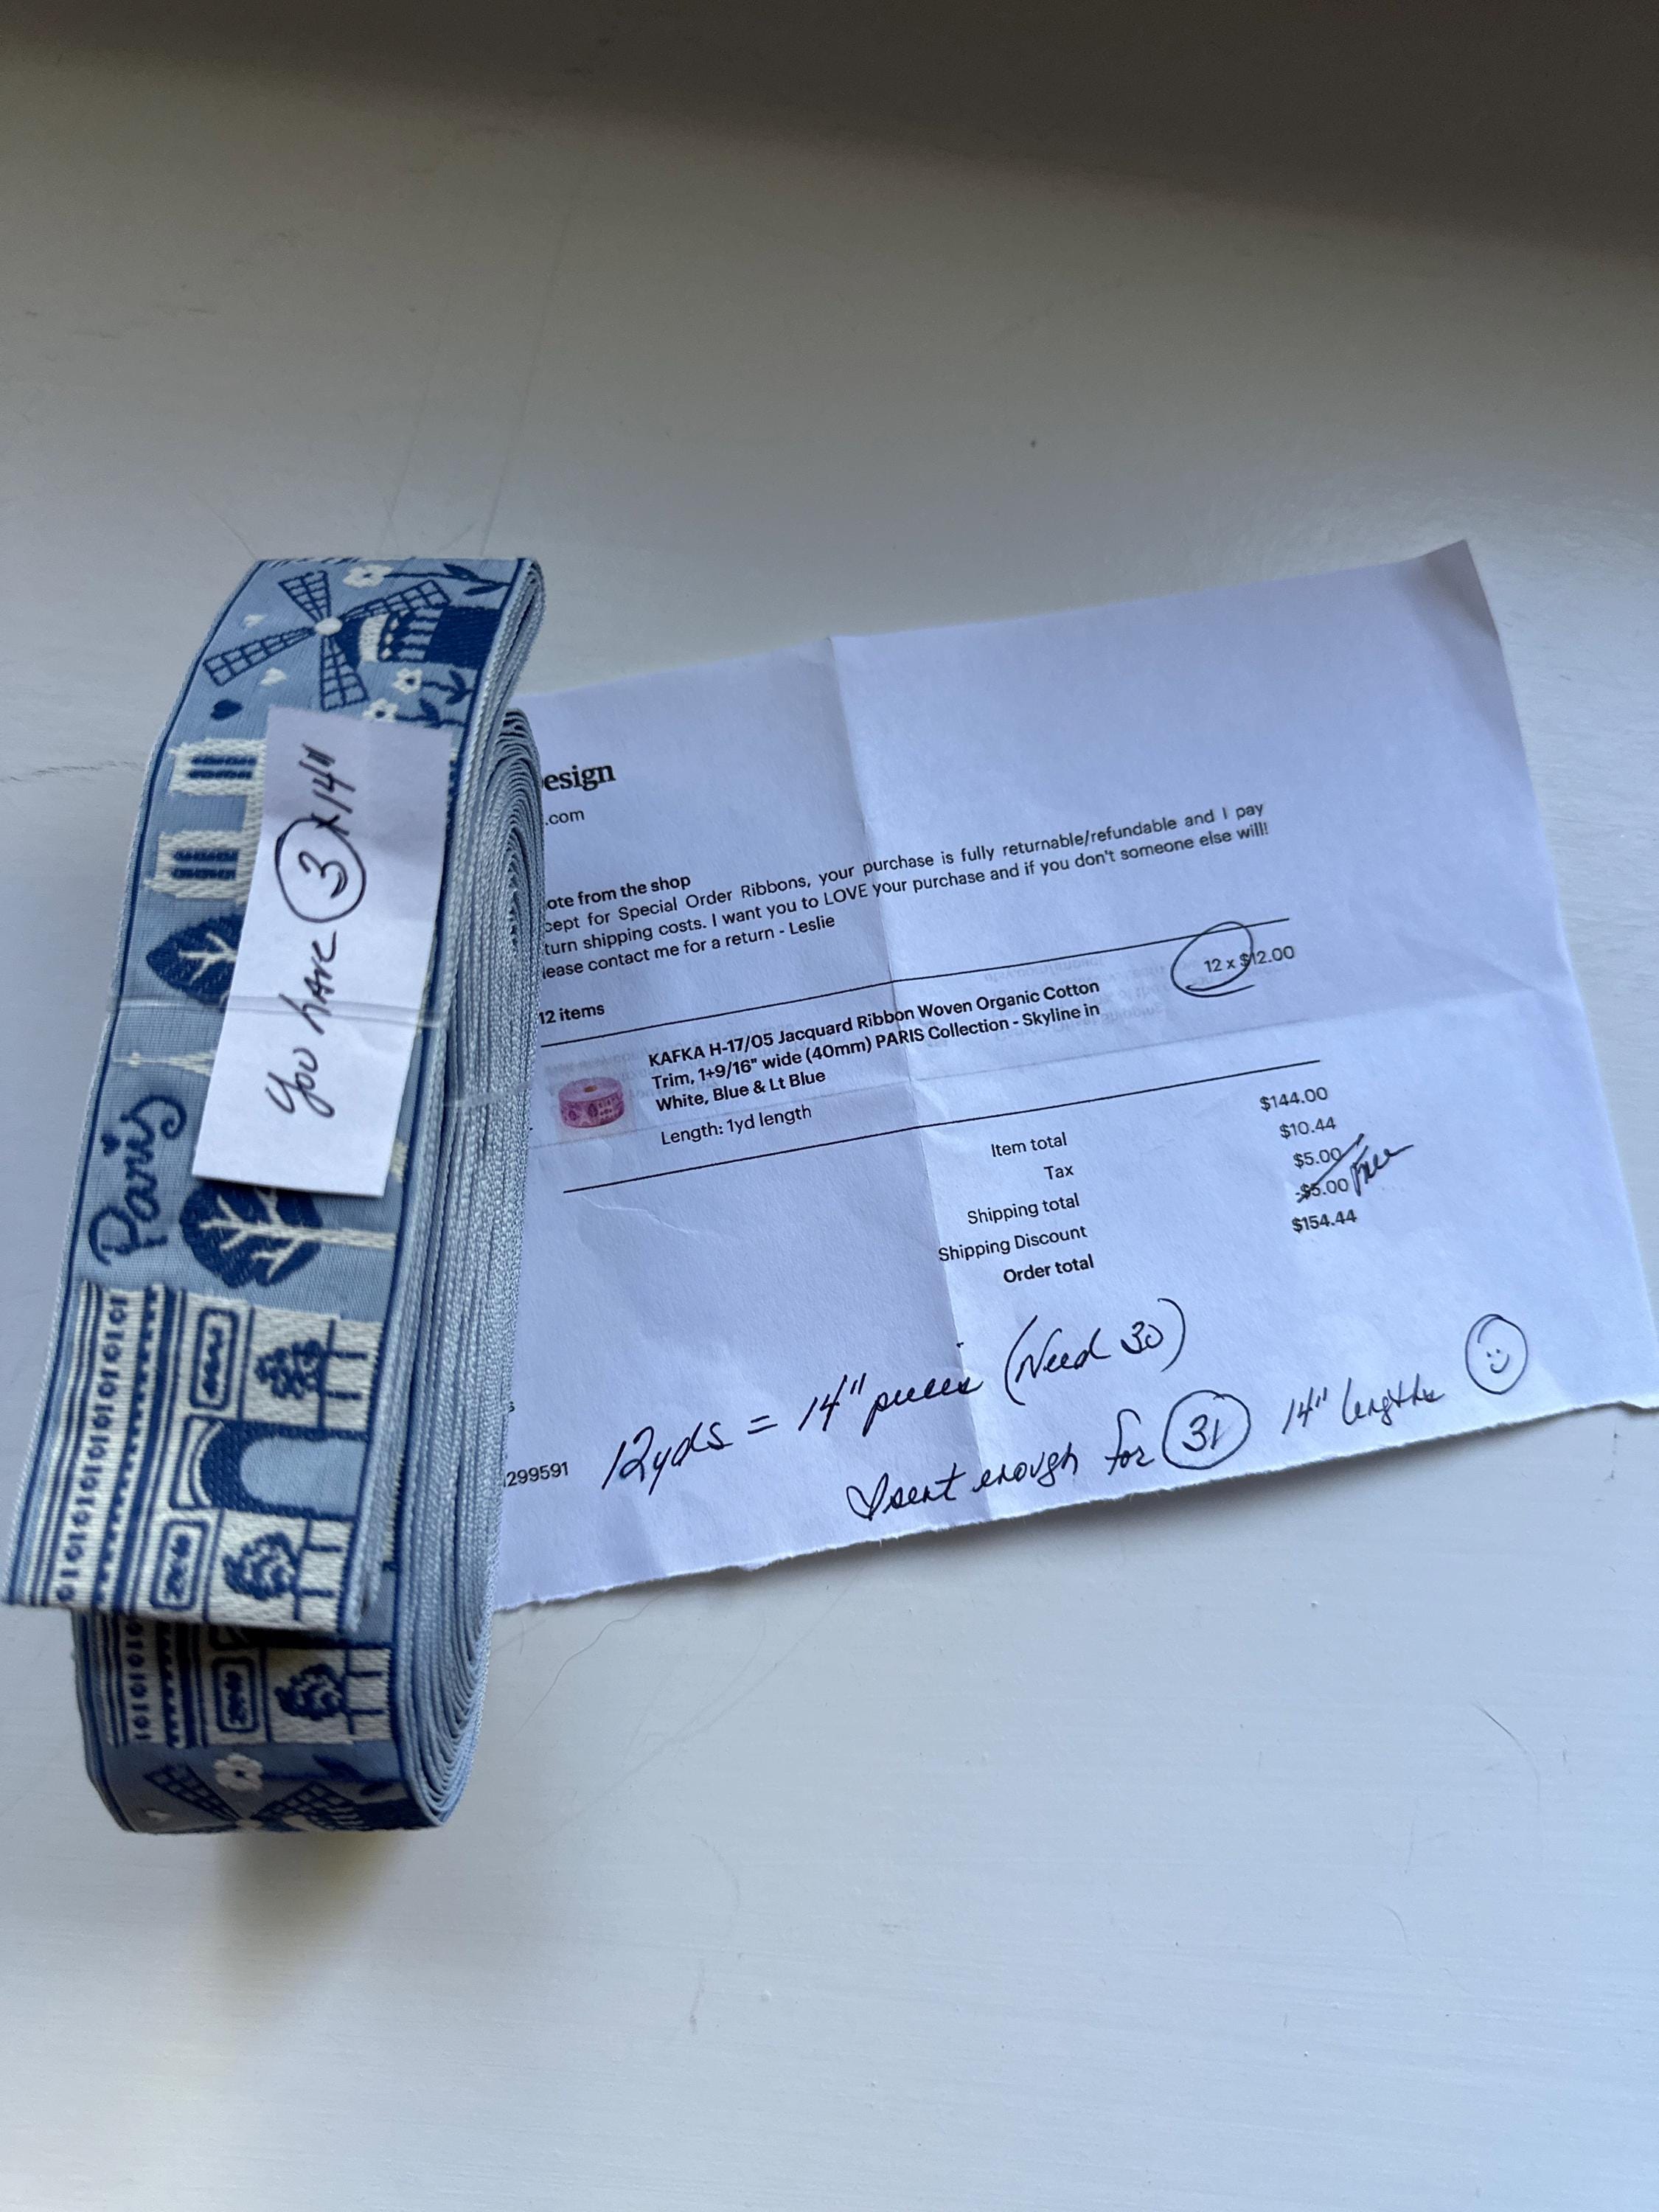 Paris
You have 3 x 14"
esign
.com
ote from the shop
cept for Special Order Ribbons, your purchase is fully returnable/refundable and I pay
turn shipping costs. I want you to LOVE your purchase and if you don't someone else will!
lease contact me for a return - Leslie
12 items
12 x $12.00
KAFKA H-17/05 Jacquard Ribbon Woven Organic Cotton
Trim, 1+9/16" wide (40mm) PARIS Collection - Skyline in
White, Blue & Lt Blue
Length: 1yd length
Item total $144.00
Tax $10.44
Shipping total $5.00
Shipping Discount -$5.00 Free
Order total $154.44
s
299591
12yds = 14" pieces (Need 30)
I sent enough for 31 14" lengths